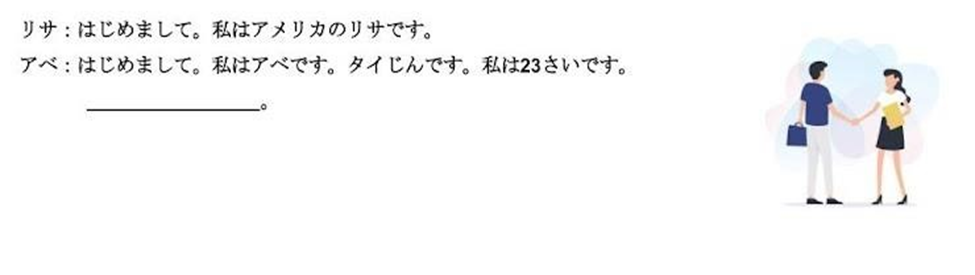 リサ：はじめまして。私はアメリカのリサです。
アベ：はじめまして。私はアベです。タイじんです。私は23さいです。
＿＿＿＿＿＿＿＿。